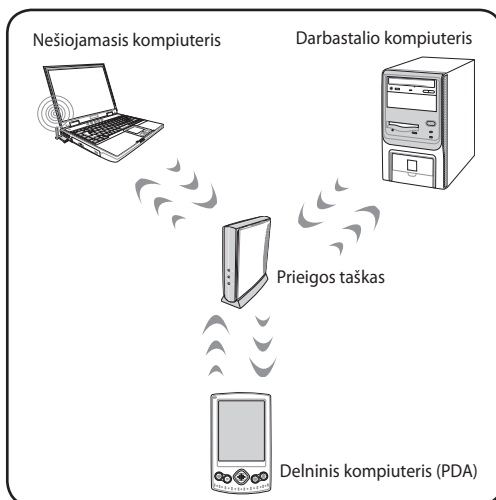 Nešiojamasis kompiuteris
Darbastalio kompiuteris
Prieigos taškas
Delninis kompiuteris (PDA)